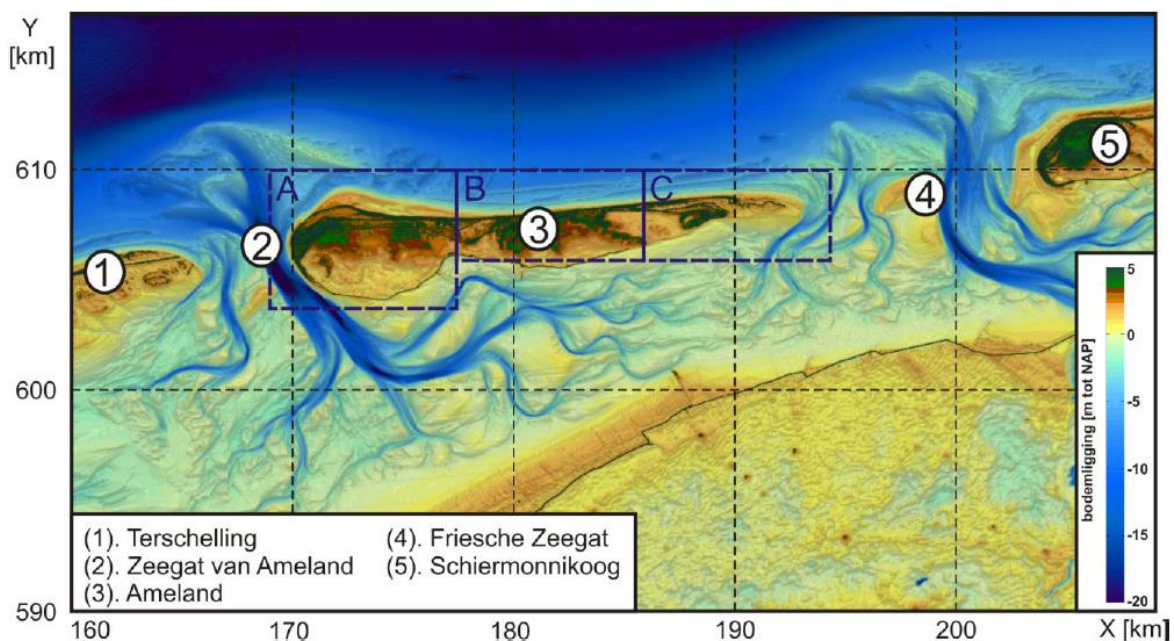 Y
[km]
610
600
590
160
170
180
190
200
X [km]
A
B
C
1
2
3
4
5
5
0
-5
-10
-15
-20
bodemligging [m tot NAP]
(1). Terschelling
(2). Zeegat van Ameland
(3). Ameland
(4). Friesche Zeegat
(5). Schiermonnikoog